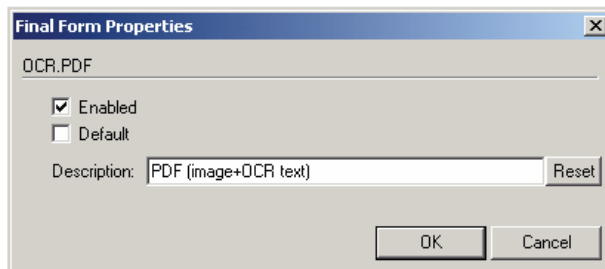 Final Form Properties
OCR.PDF
Enabled
Default
Description: PDF (image+OCR text) Reset
OK Cancel